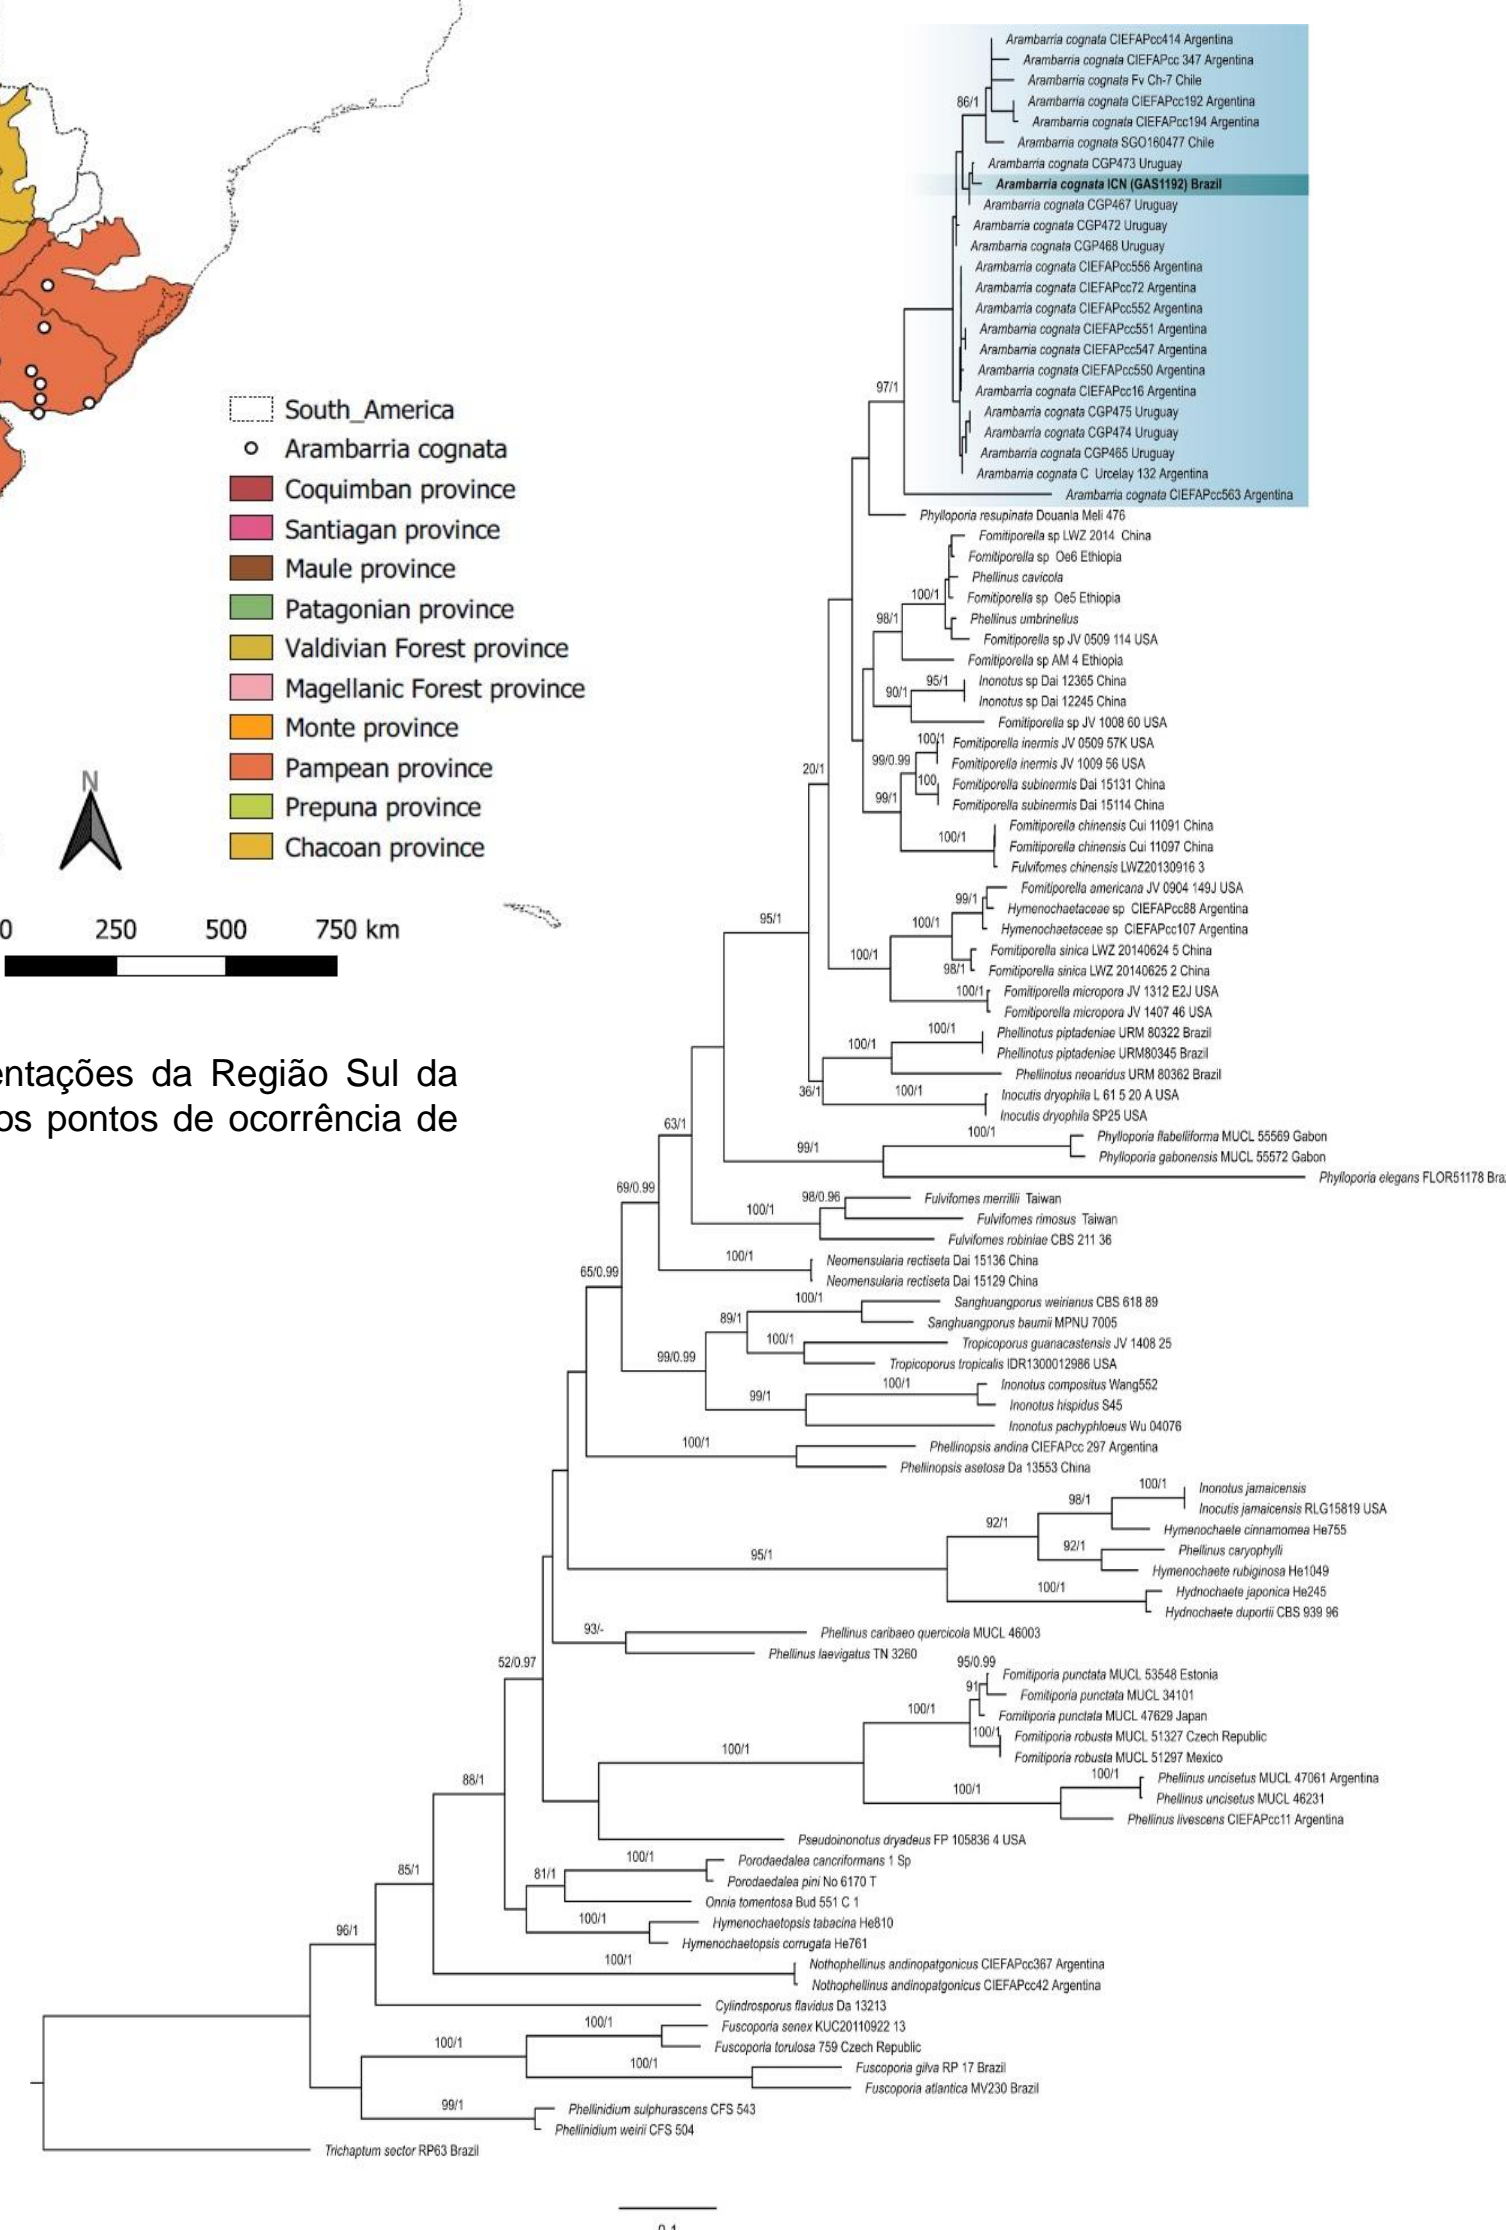 South_America
Arambarria cognata
Coquimban province
Santiagan province
Maule province
Patagonian province
Valdivian Forest province
Magellanic Forest province
Monte province
Pampean province
Prepuna province
Chacoan province
N
0 250 500 750 km
entações da Região Sul da
os pontos de ocorrência de
Arambarria cognata CIEFAPcc414 Argentina
Arambarria cognata CIEFAPcc 347 Argentina
Arambarria cognata Fv Ch-7 Chile
86/1
Arambarria cognata CIEFAPcc192 Argentina
Arambarria cognata CIEFAPcc194 Argentina
Arambarria cognata SGO160477 Chile
Arambarria cognata CGP473 Uruguay
Arambarria cognata ICN (GAS1192) Brazil
Arambarria cognata CGP467 Uruguay
Arambarria cognata CGP472 Uruguay
Arambarria cognata CGP468 Uruguay
Arambarria cognata CIEFAPcc556 Argentina
Arambarria cognata CIEFAPcc72 Argentina
Arambarria cognata CIEFAPcc552 Argentina
Arambarria cognata CIEFAPcc551 Argentina
Arambarria cognata CIEFAPcc547 Argentina
Arambarria cognata CIEFAPcc550 Argentina
97/1
Arambarria cognata CIEFAPcc16 Argentina
Arambarria cognata CGP475 Uruguay
Arambarria cognata CGP474 Uruguay
Arambarria cognata CGP465 Uruguay
Arambarria cognata C Urcelay 132 Argentina
Arambarria cognata CIEFAPcc563 Argentina
Phylloporia resupinata Douanla Meli 476
Fomitiporella sp LWZ 2014 China
Fomitiporella sp Oe6 Ethiopia
Phellinus cavicola
100/1
Fomitiporella sp Oe5 Ethiopia
98/1
Phellinus umbrinellus
Fomitiporella sp JV 0509 114 USA
Fomitiporella sp AM 4 Ethiopia
95/1
Inonotus sp Dai 12365 China
90/1
Inonotus sp Dai 12245 China
Fomitiporella sp JV 1008 60 USA
100/1
Fomitiporella inermis JV 0509 57K USA
99/0.99
Fomitiporella inermis JV 1009 56 USA
20/1
100
Fomitiporella subinermis Dai 15131 China
99/1
Fomitiporella subinermis Dai 15114 China
Fomitiporella chinensis Cui 11091 China
100/1
Fomitiporella chinensis Cui 11097 China
Fulvifomes chinensis LWZ20130916 3
Fomitiporella americana JV 0904 149J USA
99/1
Hymenochaetaceae sp CIEFAPcc88 Argentina
95/1
100/1
Hymenochaetaceae sp CIEFAPcc107 Argentina
100/1
Fomitiporella sinica LWZ 20140624 5 China
98/1
Fomitiporella sinica LWZ 20140625 2 China
100/1
Fomitiporella micropora JV 1312 E2J USA
Fomitiporella micropora JV 1407 46 USA
100/1
Phellinotus piptadeniae URM 80322 Brazil
100/1
Phellinotus piptadeniae URM80345 Brazil
Phellinotus neoaridus URM 80362 Brazil
36/1
100/1
Inocutis dryophila L 61 5 20 A USA
Inocutis dryophila SP25 USA
63/1
100/1
Phylloporia flabelliforma MUCL 55569 Gabon
99/1
Phylloporia gabonensis MUCL 55572 Gabon
Phylloporia elegans FLOR51178 Bra
69/0.99
98/0.96
Fulvifomes merrillii Taiwan
100/1
Fulvifomes rimosus Taiwan
Fulvifomes robiniae CBS 211 36
100/1
Neomensularia rectiseta Dai 15136 China
65/0.99
Neomensularia rectiseta Dai 15129 China
100/1
Sanghuangporus weirianus CBS 618 89
89/1
Sanghuangporus baumii MPNU 7005
100/1
Tropicoporus guanacastensis JV 1408 25
99/0.99
Tropicoporus tropicalis IDR1300012986 USA
100/1
Inonotus compositus Wang552
99/1
Inonotus hispidus S45
Inonotus pachyphloeus Wu 04076
100/1
Phellinopsis andina CIEFAPcc 297 Argentina
Phellinopsis asetosa Da 13553 China
100/1
Inonotus jamaicensis
98/1
Inocutis jamaicensis RLG15819 USA
92/1
Hymenochaete cinnamomea He755
92/1
Phellinus caryophylli
95/1
Hymenochaete rubiginosa He1049
100/1
Hydnochaete japonica He245
Hydnochaete duportii CBS 939 96
93/-
Phellinus caribaeo quercicola MUCL 46003
Phellinus laevigatus TN 3260
52/0.97
95/0.99
Fomitiporia punctata MUCL 53548 Estonia
91
Fomitiporia punctata MUCL 34101
100/1
Fomitiporia punctata MUCL 47629 Japan
100/1
Fomitiporia robusta MUCL 51327 Czech Republic
100/1
Fomitiporia robusta MUCL 51297 Mexico
88/1
100/1
100/1
Phellinus uncisetus MUCL 47061 Argentina
Phellinus uncisetus MUCL 46231
Phellinus livescens CIEFAPcc11 Argentina
Pseudoinonotus dryadeus FP 105836 4 USA
85/1
100/1
Porodaedalea cancriformans 1 Sp
81/1
Porodaedalea pini No 6170 T
Onnia tomentosa Bud 551 C 1
96/1
100/1
Hymenochaetopsis tabacina He810
Hymenochaetopsis corrugata He761
100/1
Nothophellinus andinopatgonicus CIEFAPcc367 Argentina
Nothophellinus andinopatgonicus CIEFAPcc42 Argentina
Cylindrosporus flavidus Da 13213
100/1
Fuscoporia senex KUC20110922 13
100/1
Fuscoporia torulosa 759 Czech Republic
100/1
Fuscoporia gilva RP 17 Brazil
Fuscoporia atlantica MV230 Brazil
99/1
Phellinidium sulphurascens CFS 543
Phellinidium weirii CFS 504
Trichaptum sector RP63 Brazil